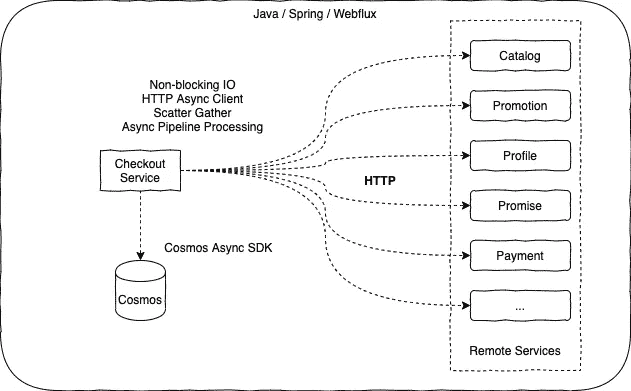 Java / Spring / Webflux
Non-blocking IO
HTTP Async Client
Scatter Gather
Async Pipeline Processing
Checkout
Service
Cosmos Async SDK
Cosmos
HTTP
Catalog
Promotion
Profile
Promise
Payment
...
Remote Services